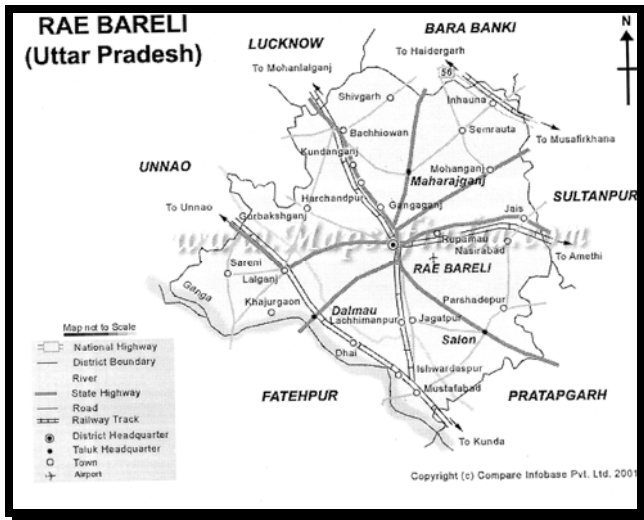 RAE BARELI
(Uttar Pradesh)
LUCKNOW
BARA BANKI
N
To Haidergarh
To Mohanlalganj
56
Shivgarh
Inhauna
Bachhiowan
Semrauta
To Musafirkhana
Kundanganj
UNNAO
Mohanganj
Maharajganj
SULTANPUR
Harchandpur
Gangaganj
Jais
To Unnao
Gurbakshganj
www.Mapsofindia.com
Rupamau
Nasirabad
To Amethi
Sareni
RAE BARELI
Lalganj
Ganga
Khajurgaon
Parshadepur
Dalmau
Lachhimanpur
Jagatpur
Salon
Dhai
Ishwardaspur
Mustafabad
FATEHPUR
PRATAPGARH
To Kunda
Map not to Scale
National Highway
District Boundary
River
State Highway
Road
Railway Track
District Headquarter
Taluk Headquarter
Town
Airport
Copyright (c) Compare Infobase Pvt. Ltd. 2001